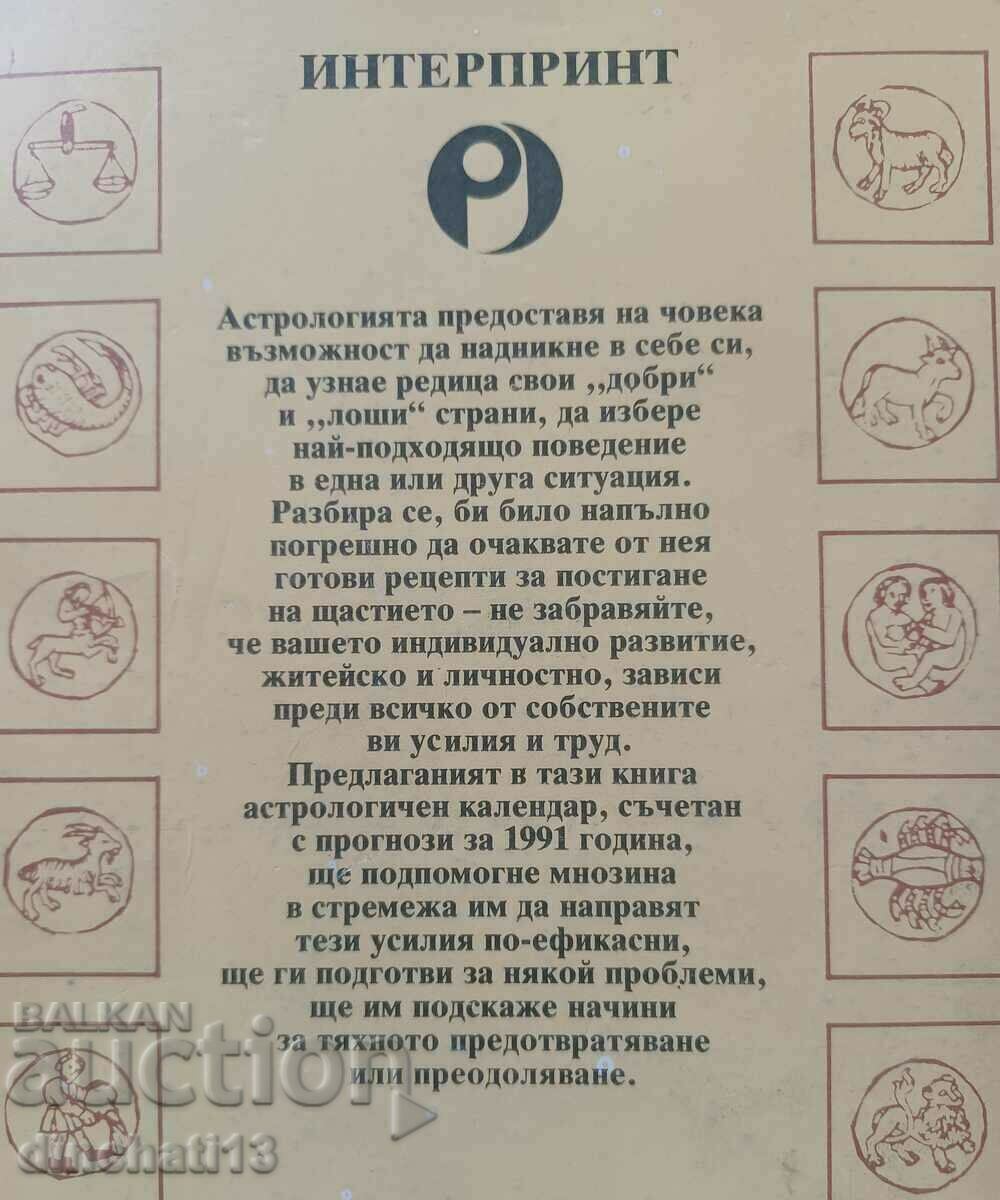 ИНТЕРПРИНТ
Астрологията предоставя на човека
възможност да надникне в себе си,
да узнае редица свои „добри“
и „лоши“ страни, да избере
най-подходящо поведение
в една или друга ситуация.
Разбира се, би било напълно
погрешно да очаквате от нея
готови рецепти за постигане
на щастието – не забравяйте,
че вашето индивидуално развитие,
житейско и личностно, зависи
преди всичко от собствените
ви усилия и труд.
Предлаганият в тази книга
астрологичен календар, съчетан
с прогнози за 1991 година,
ще подпомогне мнозина
в стремежа им да направят
тези усилия по-ефикасни,
ще ги подготви за някой проблеми,
ще им подскаже начини
за тяхното предотвратяване
или преодоляване.
BALKAN
auction
dinchati13